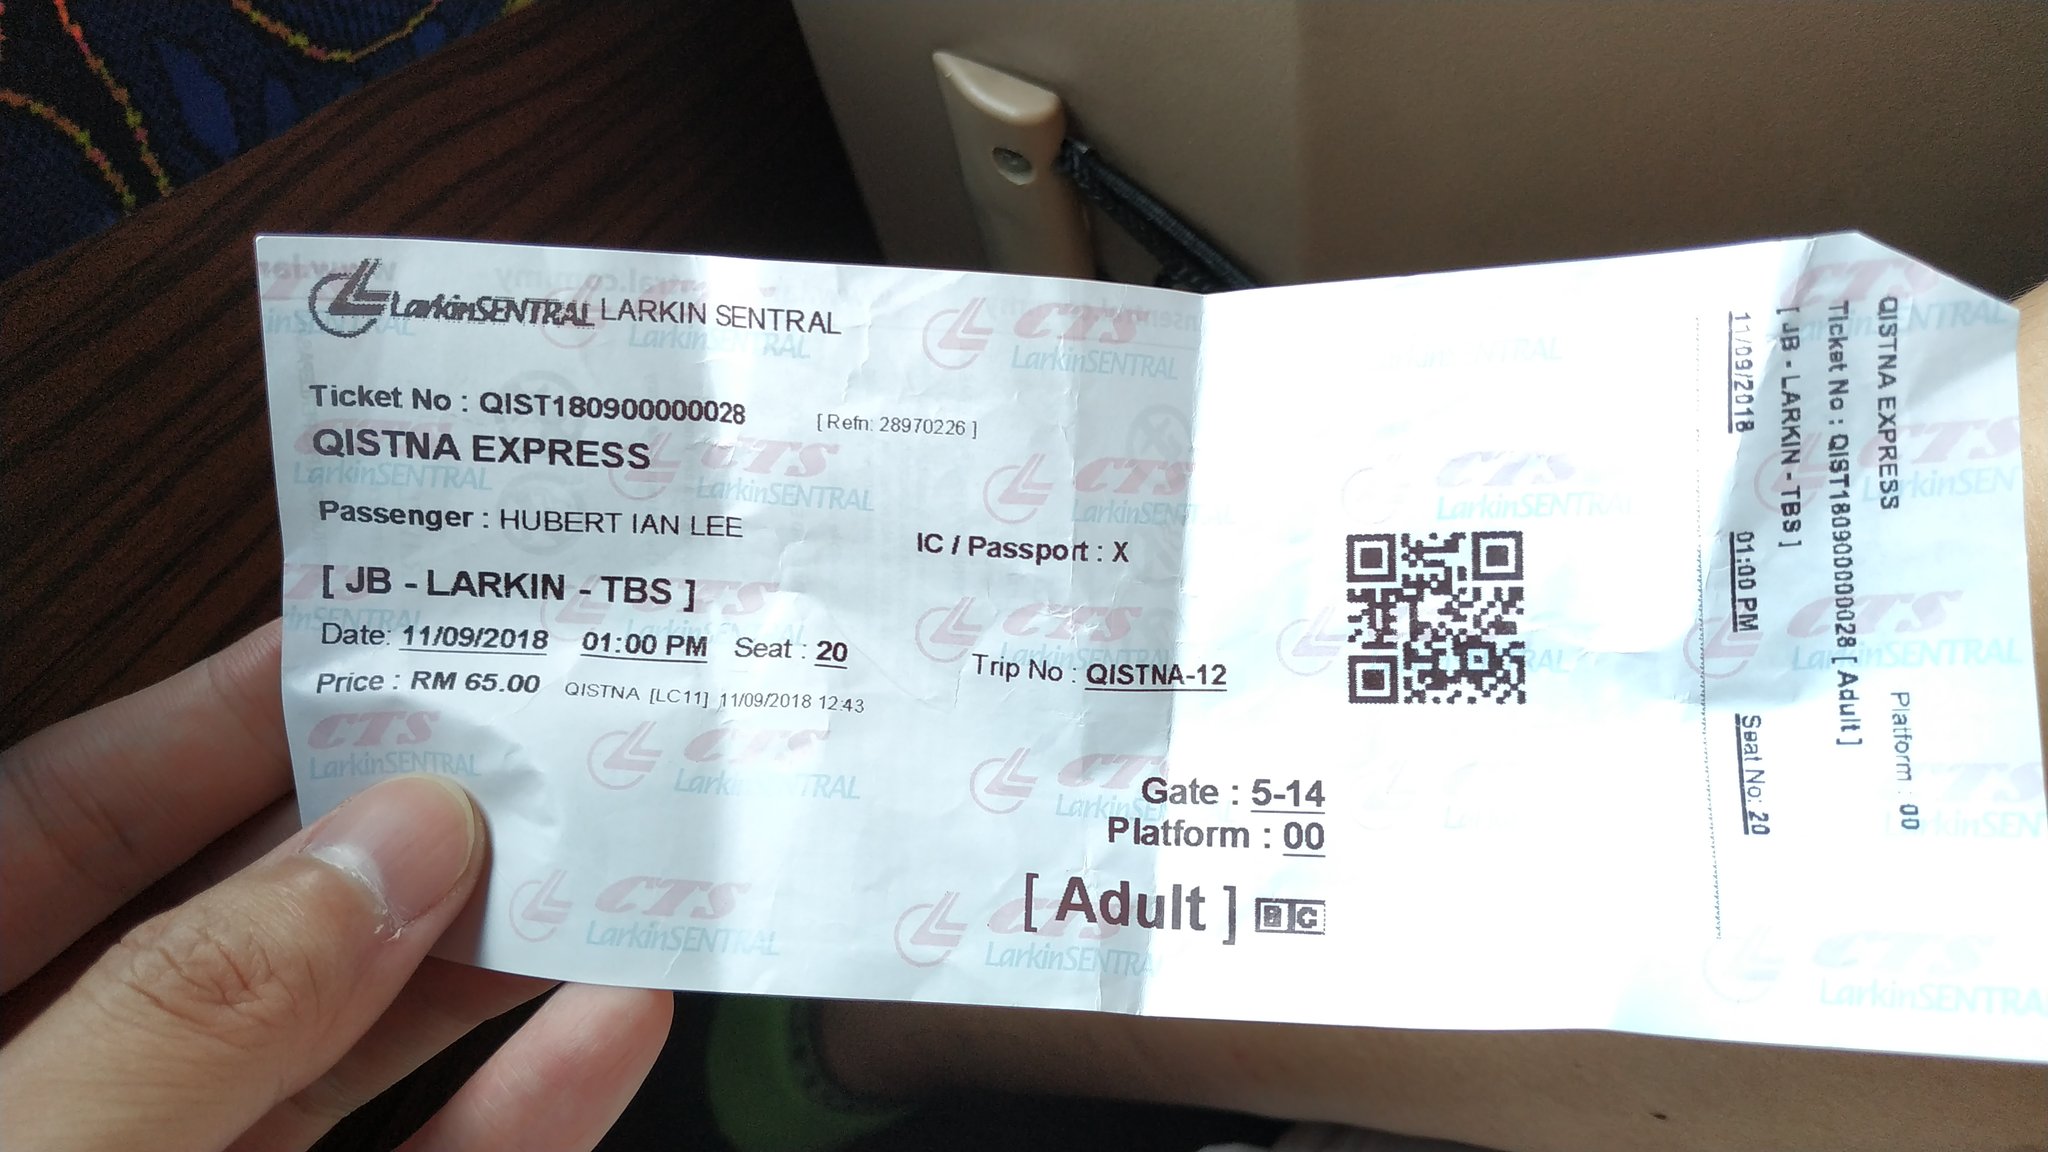 LarkinSENTRAL LARKIN SENTRAL
Ticket No : QIST180900000028 [ Refn: 28970226 ]
QISTNA EXPRESS
Passenger : HUBERT IAN LEE
IC / Passport : X
[ JB - LARKIN - TBS ]
Date: 11/09/2018 01:00 PM Seat : 20
Trip No : QISTNA-12
Price : RM 65.00 QISTNA [LC11] 11/09/2018 12:43
Gate : 5-14
Platform : 00
[ Adult ] B C
QISTNA EXPRESS Platform : 00
Ticket No : QIST180900000028 [ Adult ]
[ JB - LARKIN - TBS ]
11/09/2018 01:00 PM Seat No: 20
CTS
LarkinSENTRAL